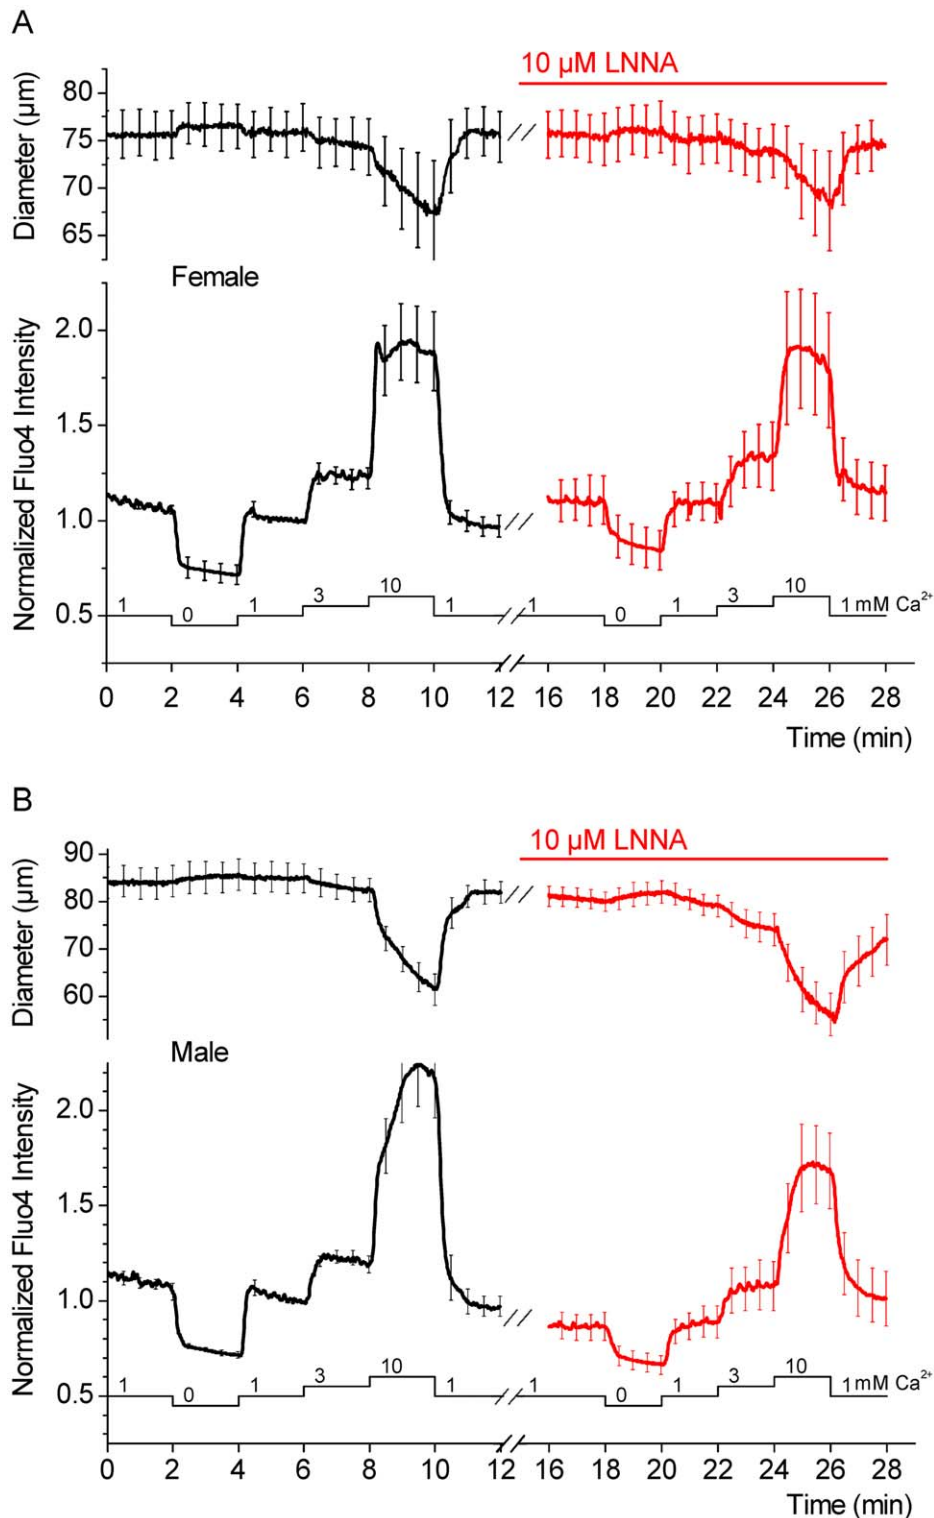 A
10 µM LNNA
Diameter (µm)
80
75
70
65
Female
Normalized Fluo4 Intensity
2.0
1.5
1.0
0.5
1 0 1 3 10 1 1 0 1 3 10 1 mM Ca²⁺
0 2 4 6 8 10 12 16 18 20 22 24 26 28
Time (min)
B
10 µM LNNA
Diameter (µm)
90
80
70
60
Male
Normalized Fluo4 Intensity
2.0
1.5
1.0
0.5
1 0 1 3 10 1 1 0 1 3 10 1 mM Ca²⁺
0 2 4 6 8 10 12 16 18 20 22 24 26 28
Time (min)